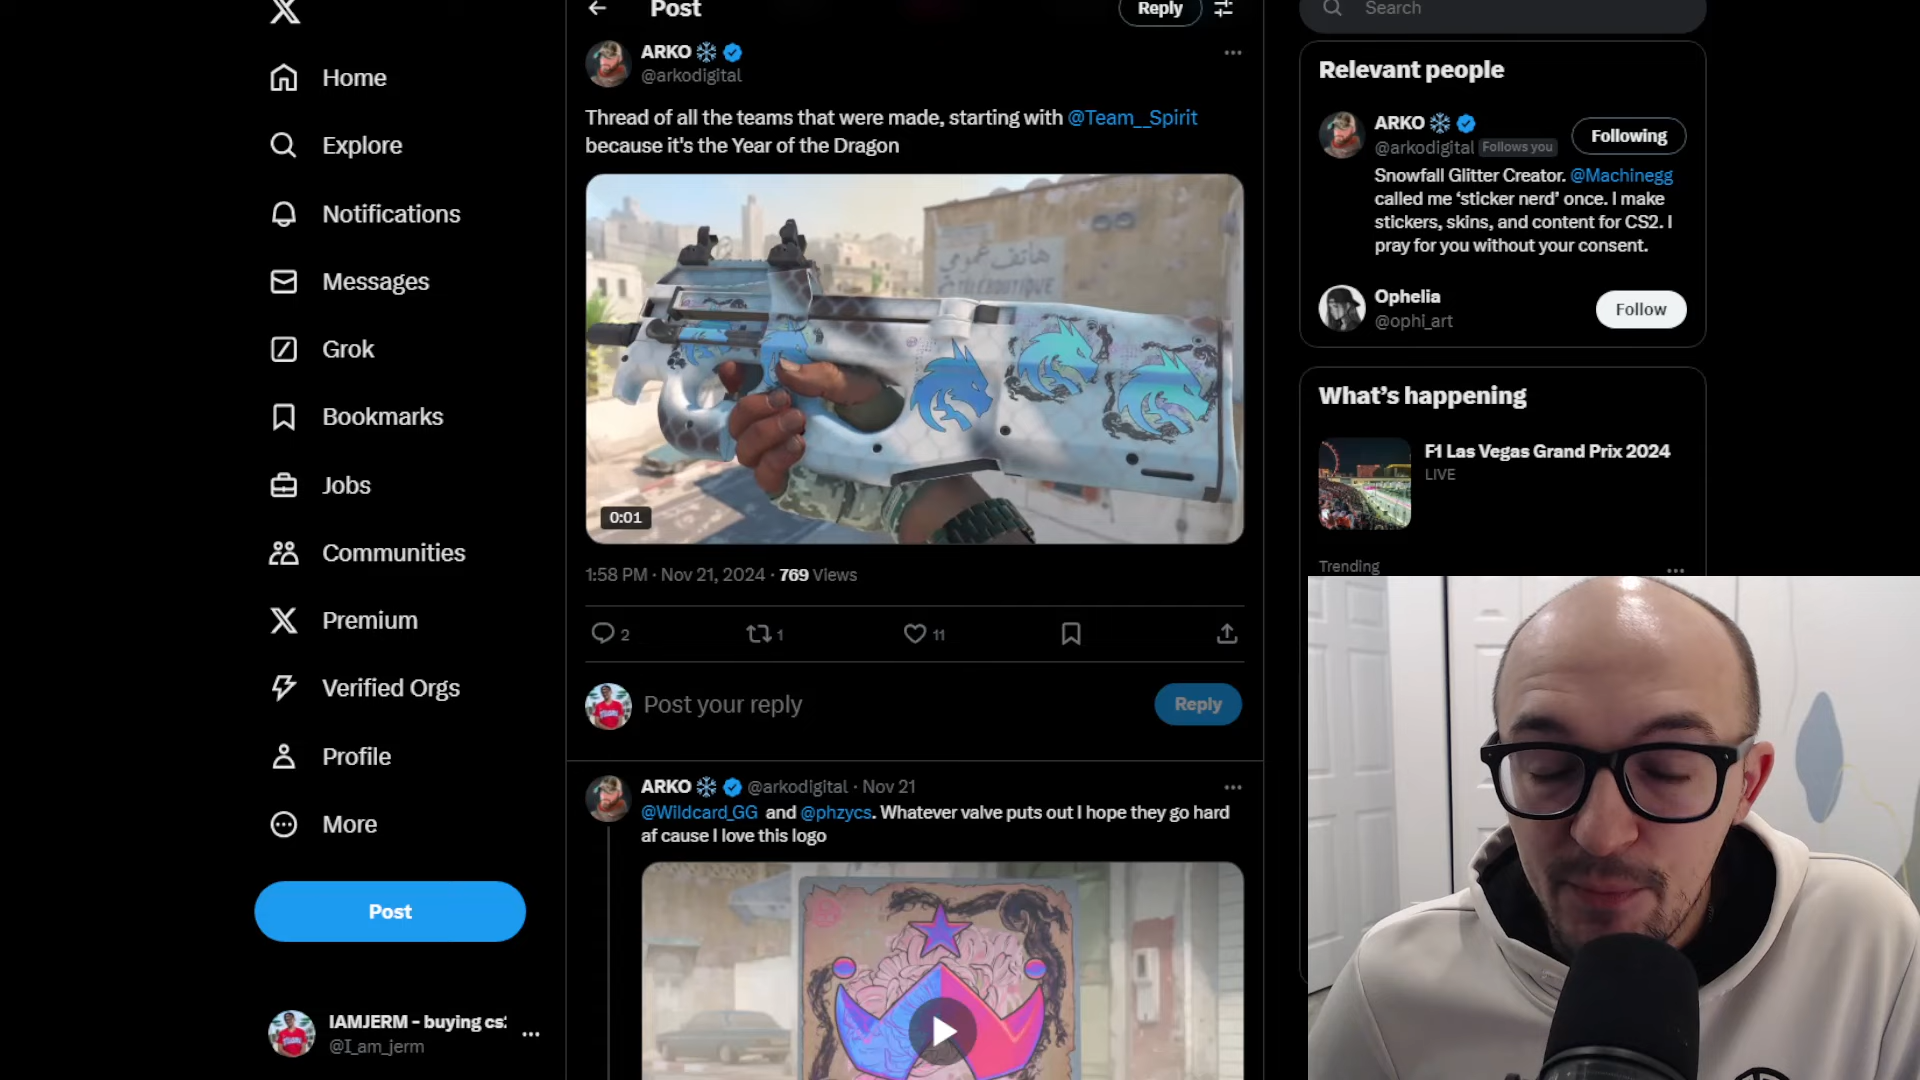 Home
Explore
Notifications
Messages
Grok
Bookmarks
Jobs
Communities
Premium
Verified Orgs
Profile
More
Post
IAMJERM - buying cs
@I_am_jerm
Post
Reply
ARKO
@arkodigital
Thread of all the teams that were made, starting with @Team__Spirit
because it's the Year of the Dragon
هاتف عمومي
TELEBOUTIQUE
0:01
1:58 PM · Nov 21, 2024 · 769 Views
2
1
11
Post your reply
Reply
ARKO @arkodigital · Nov 21
@Wildcard_GG and @phzycs. Whatever valve puts out I hope they go hard
af cause I love this logo
Search
Relevant people
ARKO
@arkodigital Follows you
Following
Snowfall Glitter Creator. @Machinegg
called me ‘sticker nerd’ once. I make
stickers, skins, and content for CS2. I
pray for you without your consent.
Ophelia
@ophi_art
Follow
What’s happening
F1 Las Vegas Grand Prix 2024
LIVE
Trending